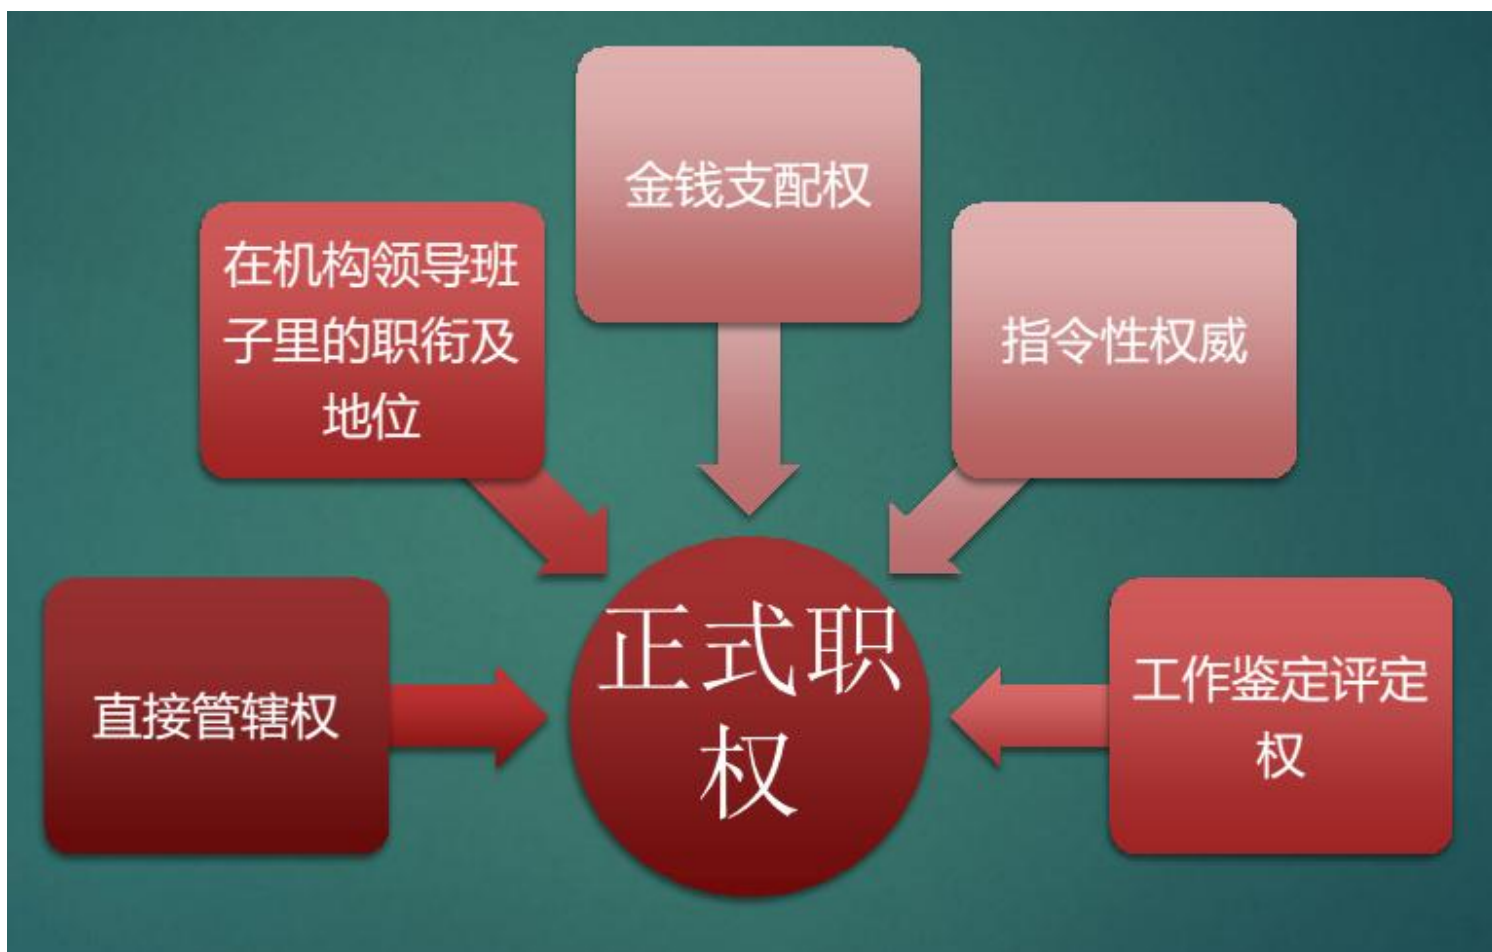 金钱支配权
在机构领导班
子里的职衔及
地位
指令性权威
直接管辖权
正式职
权
工作鉴定评定
权